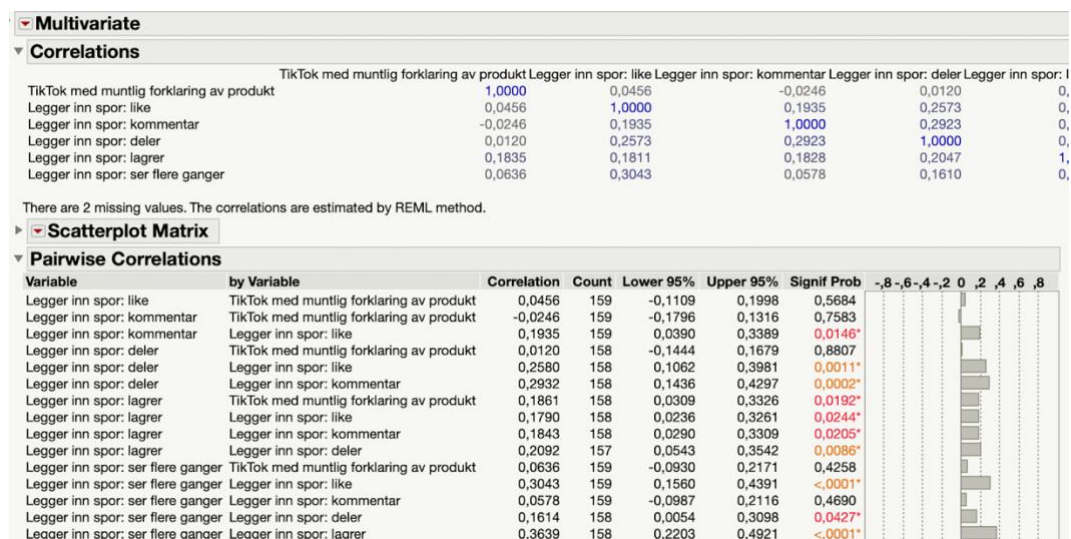 Multivariate
Correlations
TikTok med muntlig forklaring av produkt Legger inn spor: like Legger inn spor: kommentar Legger inn spor: deler Legger inn spor: l
TikTok med muntlig forklaring av produkt 1,0000 0,0456 -0,0246 0,0120 0,
Legger inn spor: like 0,0456 1,0000 0,1935 0,2573 0,
Legger inn spor: kommentar -0,0246 0,1935 1,0000 0,2923 0,
Legger inn spor: deler 0,0120 0,2573 0,2923 1,0000 0,
Legger inn spor: lagrer 0,1835 0,1811 0,1828 0,2047 1,
Legger inn spor: ser flere ganger 0,0636 0,3043 0,0578 0,1610 0,
There are 2 missing values. The correlations are estimated by REML method.
Scatterplot Matrix
Pairwise Correlations
Variable by Variable Correlation Count Lower 95% Upper 95% Signif Prob -,8 -,6 -,4 -,2 0 ,2 ,4 ,6 ,8
Legger inn spor: like TikTok med muntlig forklaring av produkt 0,0456 159 -0,1109 0,1998 0,5684
Legger inn spor: kommentar TikTok med muntlig forklaring av produkt -0,0246 159 -0,1796 0,1316 0,7583
Legger inn spor: kommentar Legger inn spor: like 0,1935 159 0,0390 0,3389 0,0146*
Legger inn spor: deler TikTok med muntlig forklaring av produkt 0,0120 158 -0,1444 0,1679 0,8807
Legger inn spor: deler Legger inn spor: like 0,2580 158 0,1062 0,3981 0,0011*
Legger inn spor: deler Legger inn spor: kommentar 0,2932 158 0,1436 0,4297 0,0002*
Legger inn spor: lagrer TikTok med muntlig forklaring av produkt 0,1861 158 0,0309 0,3326 0,0192*
Legger inn spor: lagrer Legger inn spor: like 0,1790 158 0,0236 0,3261 0,0244*
Legger inn spor: lagrer Legger inn spor: kommentar 0,1843 158 0,0290 0,3309 0,0205*
Legger inn spor: lagrer Legger inn spor: deler 0,2092 157 0,0543 0,3542 0,0086*
Legger inn spor: ser flere ganger TikTok med muntlig forklaring av produkt 0,0636 159 -0,0930 0,2171 0,4258
Legger inn spor: ser flere ganger Legger inn spor: like 0,3043 159 0,1560 0,4391 <,0001*
Legger inn spor: ser flere ganger Legger inn spor: kommentar 0,0578 159 -0,0987 0,2116 0,4690
Legger inn spor: ser flere ganger Legger inn spor: deler 0,1614 158 0,0054 0,3098 0,0427*
Legger inn spor: ser flere ganger Legger inn spor: lagrer 0,3639 158 0,2203 0,4921 <,0001*